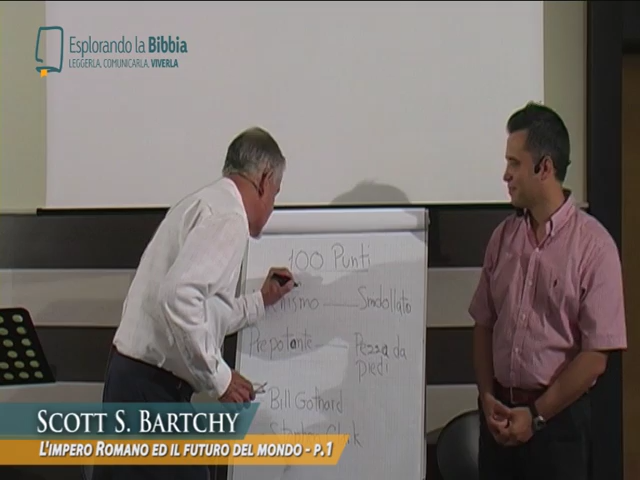 Esplorando la Bibbia
LEGGERLA, COMUNICARLA, VIVERLA
100 Punti
Smidollato
Prepotente
Pezza da
piedi
Bill Gothard
SCOTT S. BARTCHY
L'IMPERO ROMANO ED IL FUTURO DEL MONDO - P.1